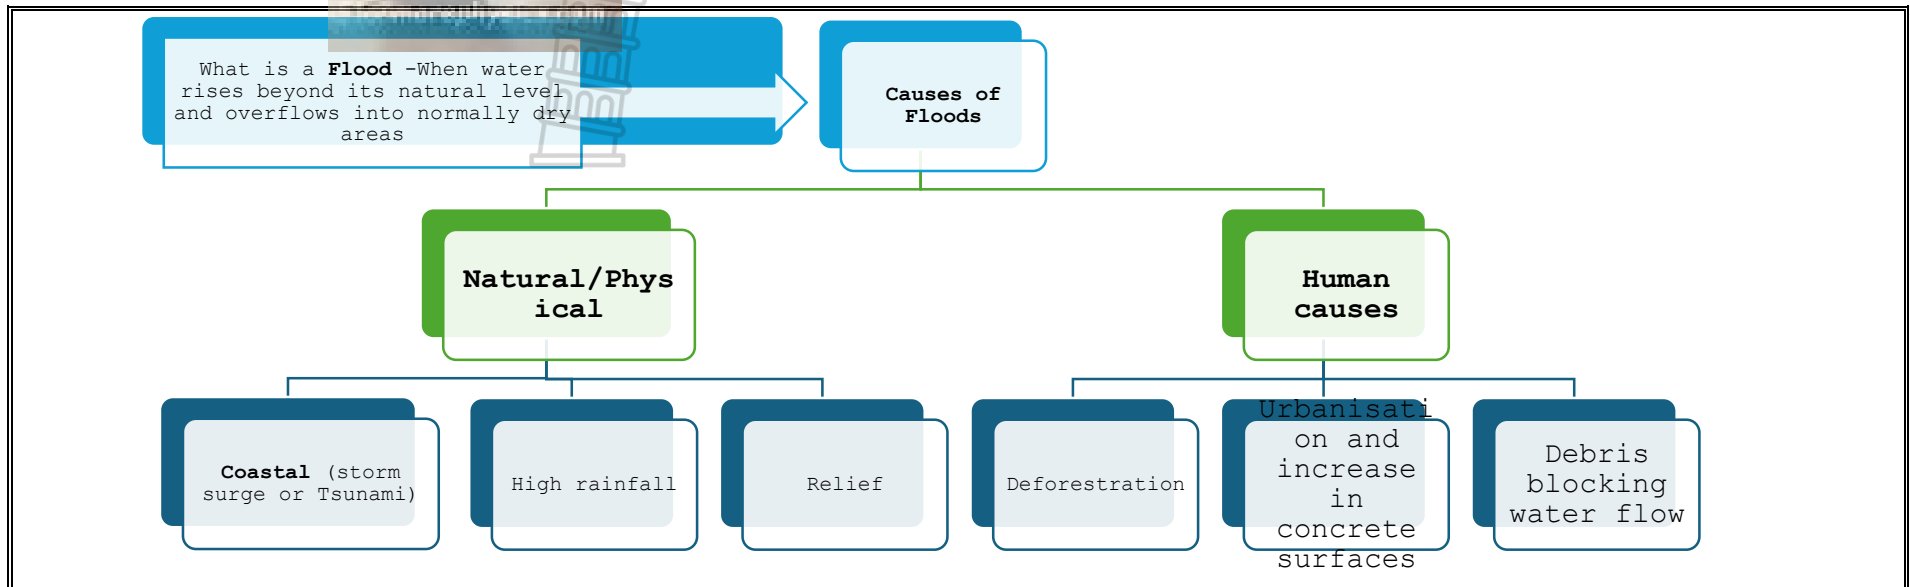 What is a Flood -When water
rises beyond its natural level
and overflows into normally dry
areas
Causes of
Floods
Natural/Phys
ical
Human
causes
Coastal (storm
surge or Tsunami)
High rainfall
Relief
Deforestration
Urbanisati
on and
increase
in
concrete
surfaces
Debris
blocking
water flow